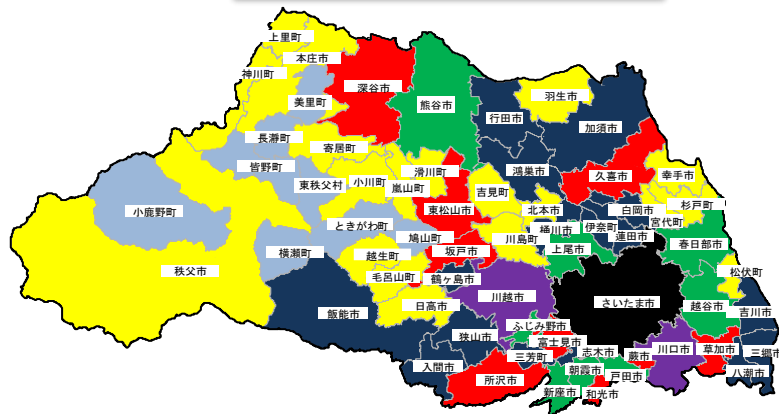 上里町
本庄市
神川町
美里町
深谷市
熊谷市
羽生市
行田市
加須市
長瀞町
寄居町
皆野町
東秩父村
小川町
嵐山町
滑川町
吉見町
鴻巣市
久喜市
幸手市
小鹿野町
東松山市
北本市
白岡市
杉戸町
宮代町
ときがわ町
鳩山町
川島町
桶川市
伊奈町
蓮田市
春日部市
横瀬町
越生町
坂戸市
上尾市
秩父市
毛呂山町
鶴ヶ島市
松伏町
飯能市
日高市
川越市
さいたま市
越谷市
吉川市
狭山市
ふじみ野市
富士見市
入間市
三芳町
志木市
蕨市
川口市
草加市
三郷市
所沢市
朝霞市
戸田市
八潮市
新座市
和光市